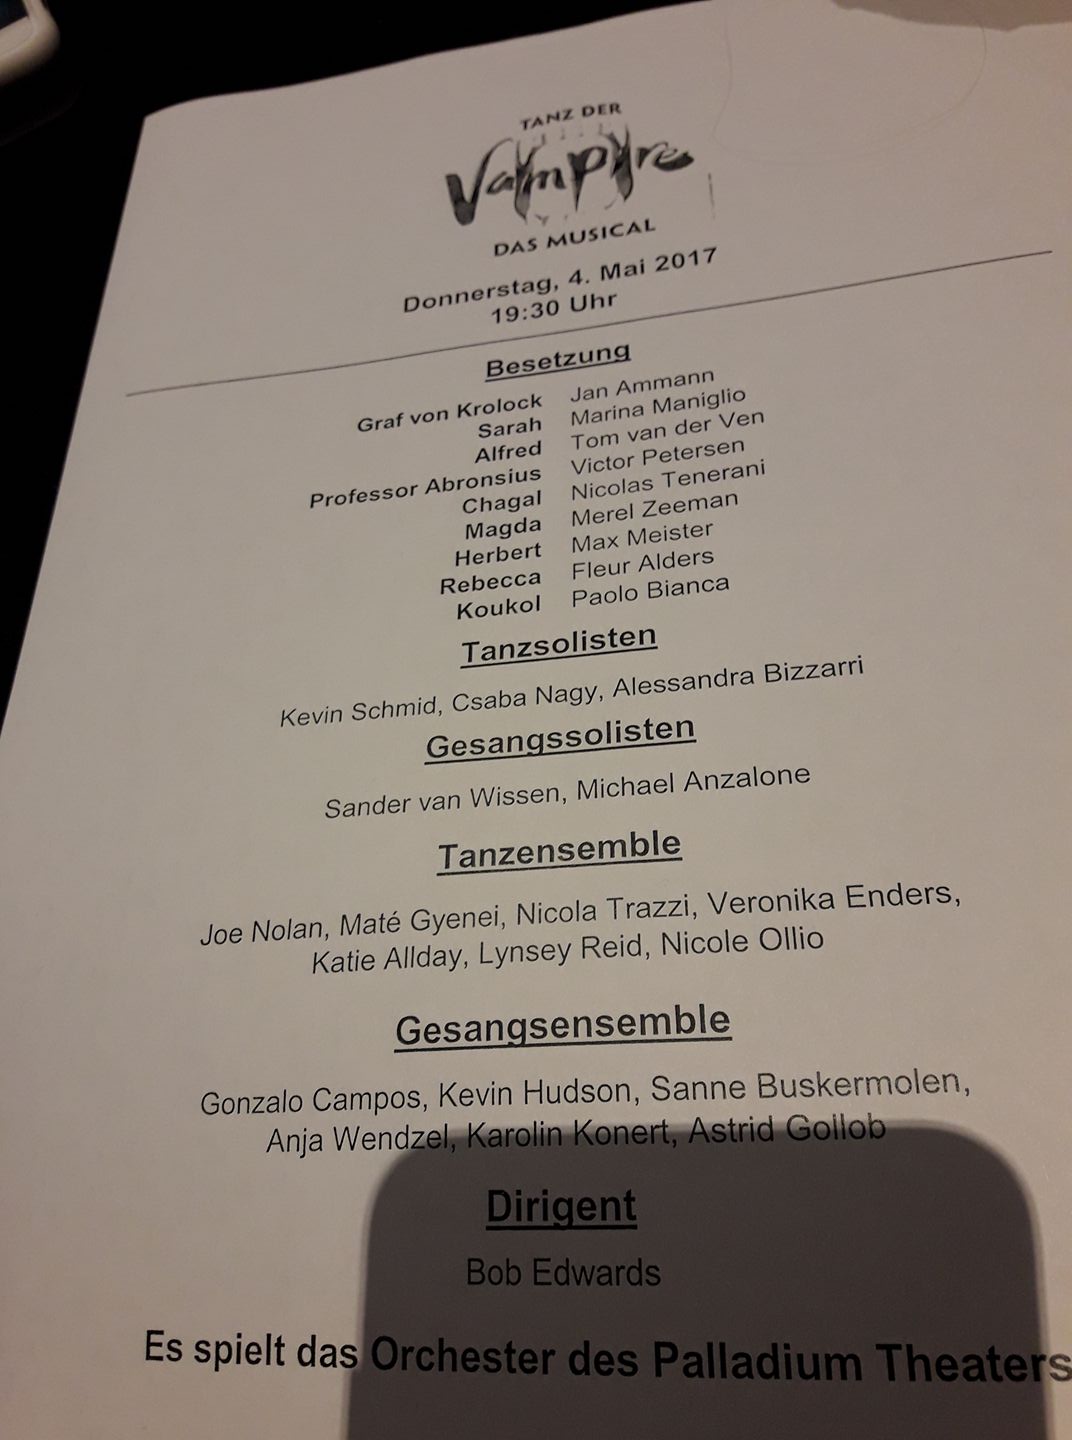 TANZ DER
Vampire
DAS MUSICAL
Donnerstag, 4. Mai 2017
19:30 Uhr
Besetzung
Graf von Krolock Jan Ammann
Sarah Marina Maniglio
Alfred Tom van der Ven
Professor Abronsius Victor Petersen
Chagal Nicolas Tenerani
Magda Merel Zeeman
Herbert Max Meister
Rebecca Fleur Alders
Koukol Paolo Bianca
Tanzsolisten
Kevin Schmid, Csaba Nagy, Alessandra Bizzarri
Gesangssolisten
Sander van Wissen, Michael Anzalone
Tanzensemble
Joe Nolan, Maté Gyenei, Nicola Trazzi, Veronika Enders,
Katie Allday, Lynsey Reid, Nicole Ollio
Gesangsensemble
Gonzalo Campos, Kevin Hudson, Sanne Buskermolen,
Anja Wendzel, Karolin Konert, Astrid Gollob
Dirigent
Bob Edwards
Es spielt das Orchester des Palladium Theaters